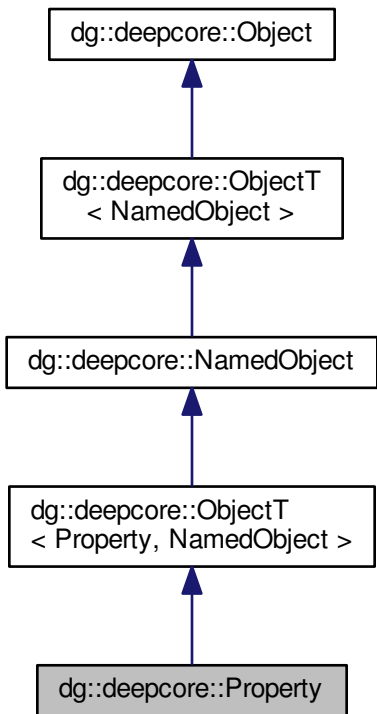 dg::deepcore::Object
dg::deepcore::ObjectT
< NamedObject >
dg::deepcore::NamedObject
dg::deepcore::ObjectT
< Property, NamedObject >
dg::deepcore::Property